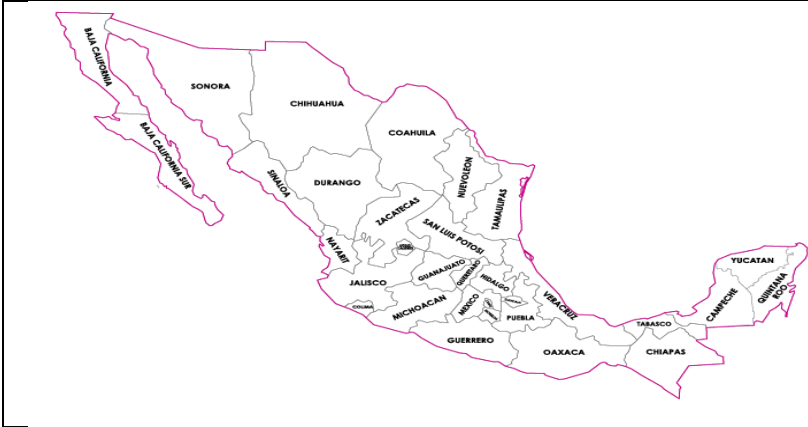 BAJA CALIFORNIA
SONORA
CHIHUAHUA
COAHUILA
BAJA CALIFORNIA SUR
SINALOA
DURANGO
NUEVOLEON
TAMAULIPAS
ZACATECAS
SAN LUIS POTOSI
NAYARIT
JALISCO
GUANAJUATO
QUERETARO
HIDALGO
COLIMA
MICHOACAN
MEXICO
PUEBLA
VERACRUZ
GUERRERO
OAXACA
TABASCO
CHIAPAS
CAMPECHE
YUCATAN
QUINTANA
ROO